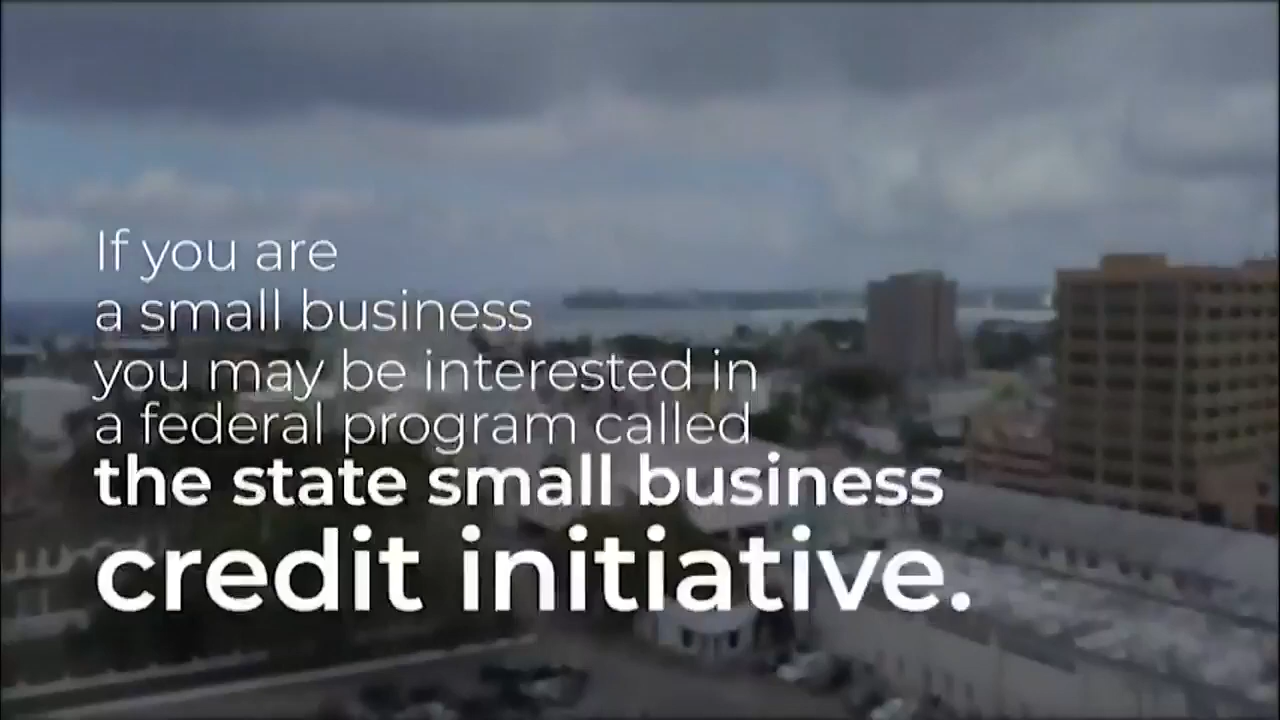 If you are
a small business
you may be interested in
a federal program called
the state small business
credit initiative.